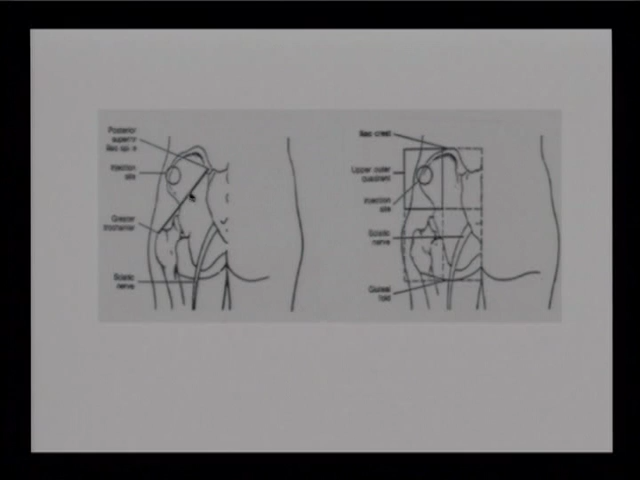 Posterior
superior
iliac spine
Injection
site
Greater
trochanter
Sciatic
nerve
Iliac crest
Upper outer
quadrant
Injection
site
Sciatic
nerve
Gluteal
fold